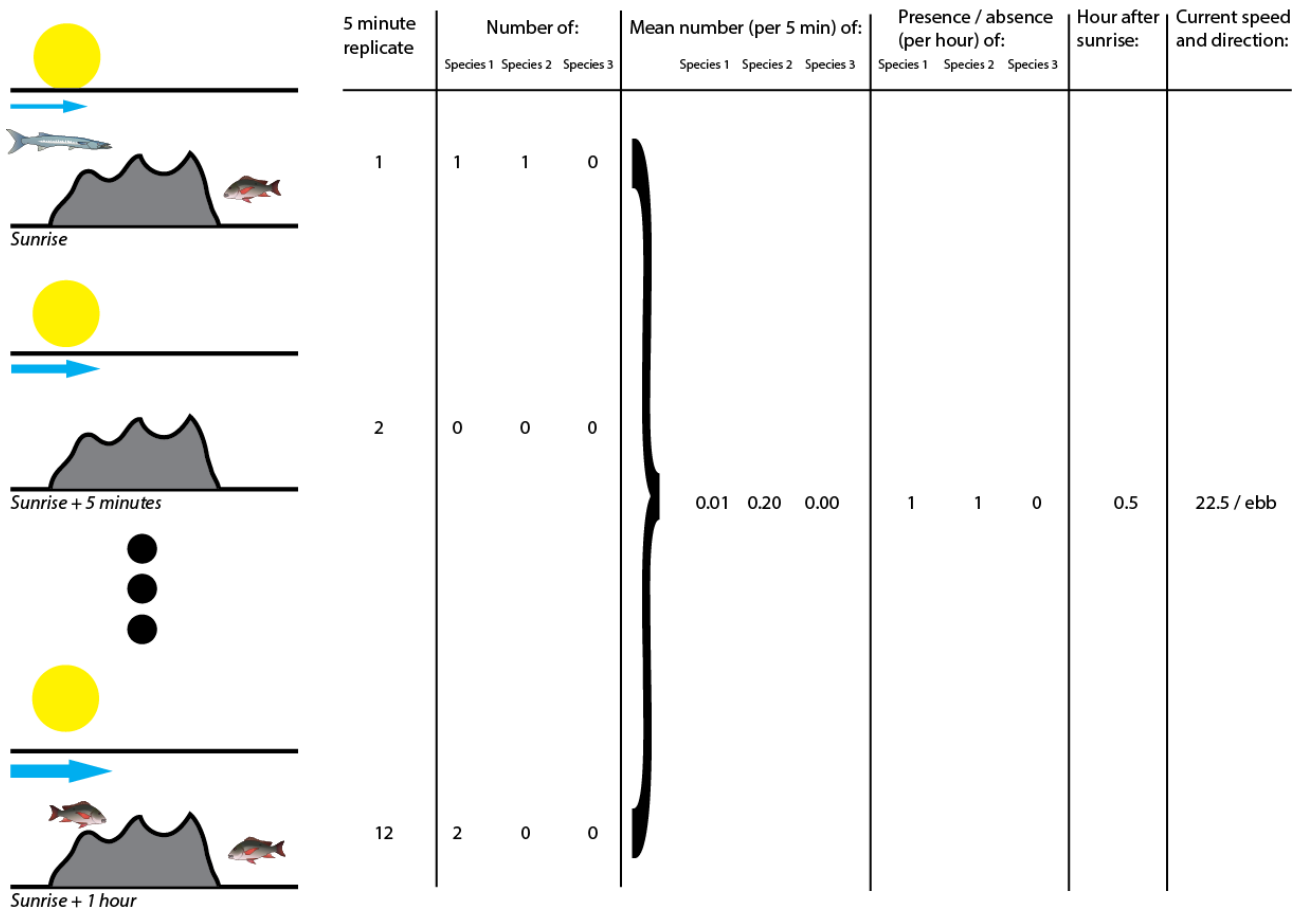 5 minute replicate
Number of:
Species 1 Species 2 Species 3
Mean number (per 5 min) of:
Species 1 Species 2 Species 3
Presence / absence (per hour) of:
Species 1 Species 2 Species 3
Hour after sunrise:
Current speed and direction:
1 1 1 0
Sunrise
2 0 0 0
Sunrise + 5 minutes
0.01 0.20 0.00 1 1 0 0.5 22.5 / ebb
12 2 0 0
Sunrise + 1 hour